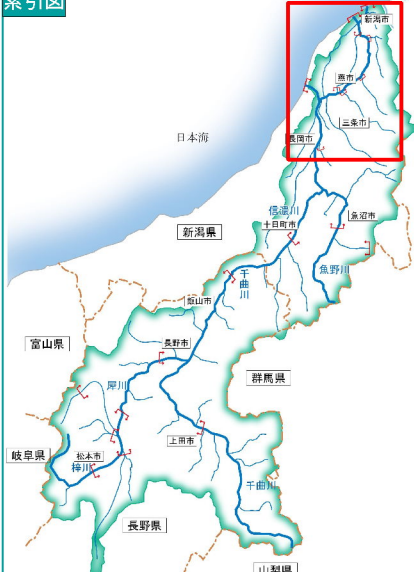 索引図
新潟市
燕市
三条市
日本海
長岡市
信濃川
魚沼市
十日町市
新潟県
魚野川
千曲川
飯山市
富山県
長野市
群馬県
犀川
上田市
岐阜県
松本市
梓川
千曲川
長野県
山梨県